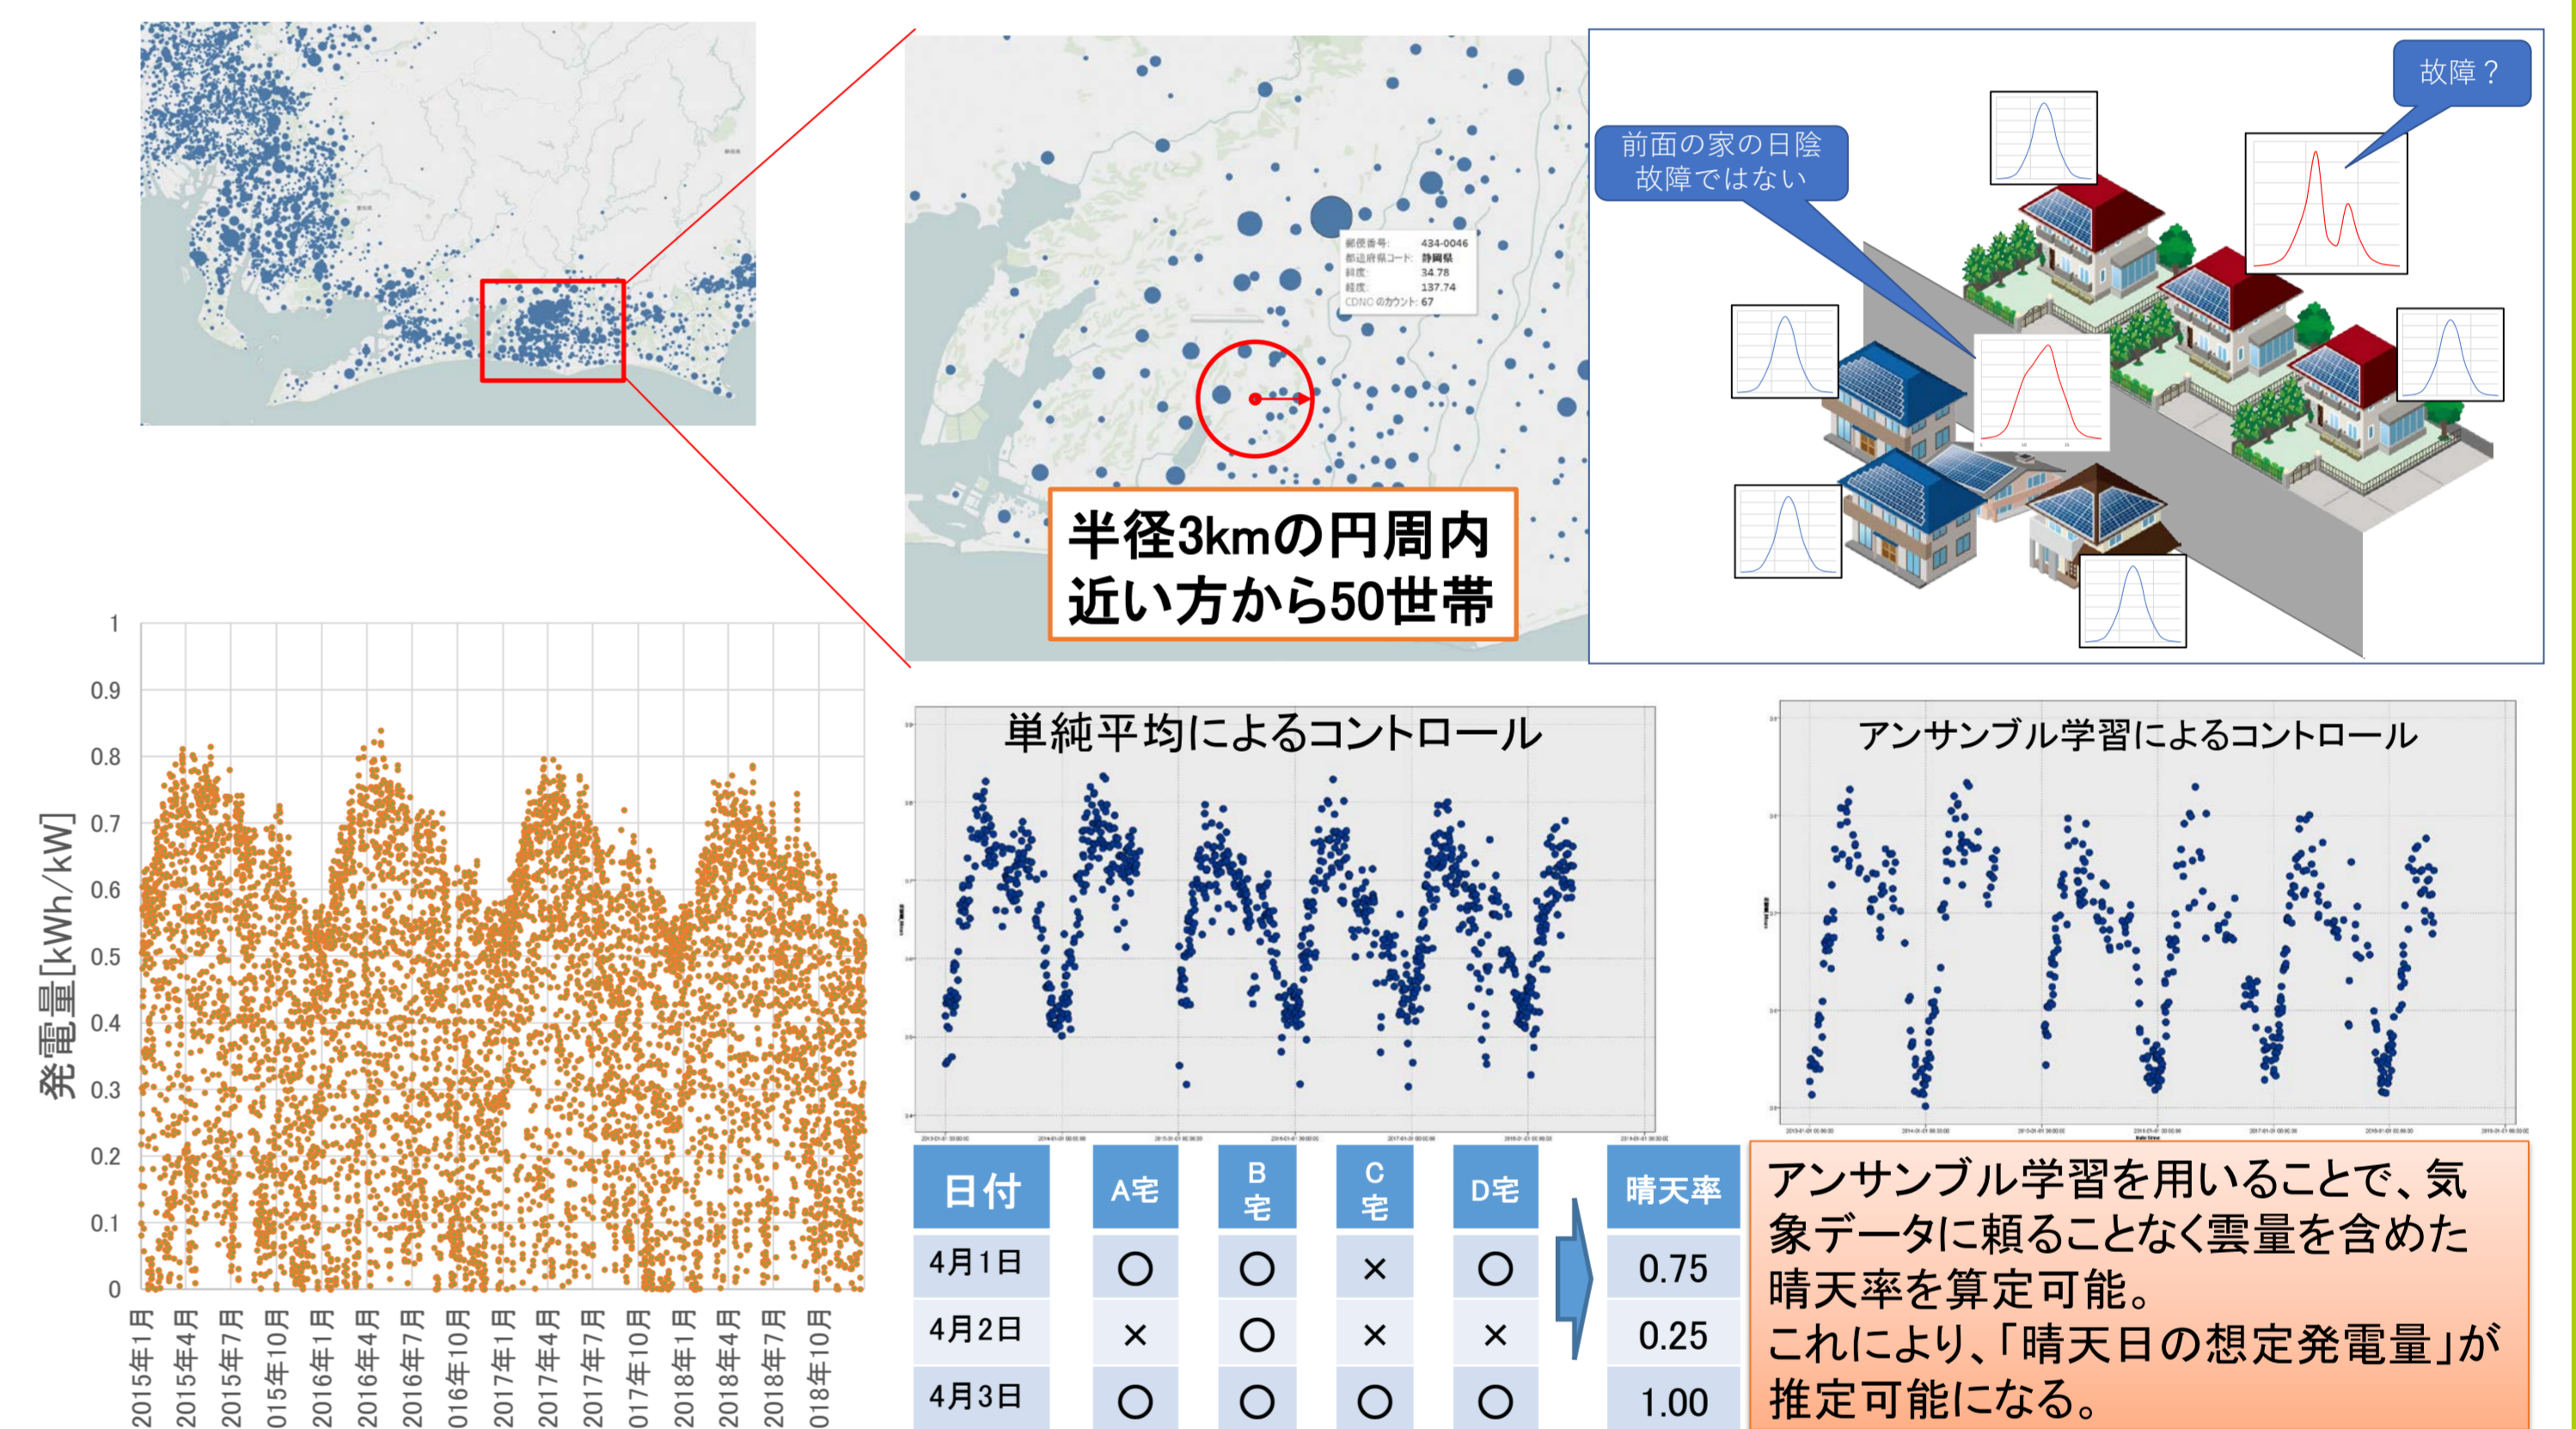 故障？
前面の家の日陰
故障ではない
郵便番号: 434-0046
都道府県コード: 静岡県
緯度: 34.78
経度: 137.74
CDNOのカウント: 67
半径3kmの円周内
近い方から50世帯
発電量[kWh/kW]
1
0.9
0.8
0.7
0.6
0.5
0.4
0.3
0.2
0.1
0
2015年1月
2015年4月
2015年7月
015年10月
2016年1月
2016年4月
2016年7月
016年10月
2017年1月
2017年4月
2017年7月
017年10月
2018年1月
2018年4月
2018年7月
018年10月
単純平均によるコントロール
アンサンブル学習によるコントロール
日付 A宅 B宅 C宅 D宅 晴天率
4月1日 〇 〇 × 〇 0.75
4月2日 × 〇 × × 0.25
4月3日 〇 〇 〇 〇 1.00
アンサンブル学習を用いることで、気
象データに頼ることなく雲量を含めた
晴天率を算定可能。
これにより、「晴天日の想定発電量」が
推定可能になる。